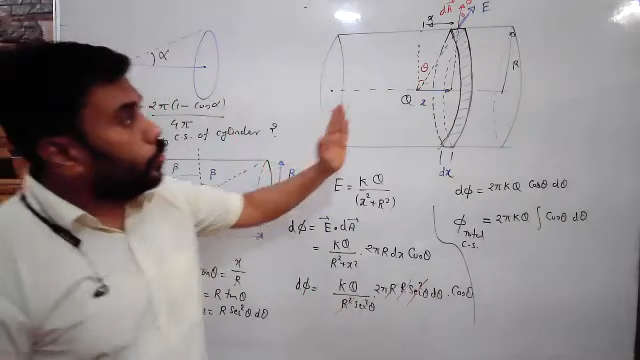 α
2π(1 - cosα)
4π
C.S. of cylinder ?
β
β
R
tanθ = x/R
= R tanθ
= R sec²θ dθ
x
dA
θ
E
θ
R
Q
x
dx
E = KQ/(x²+R²)
dφ = E · dA
= KQ/(R²+x²) 2πR dx cosθ
dφ = KQ/(R² sec²θ) · 2πR R sec²θ dθ · cosθ
dφ = 2πKQ cosθ dθ
φ Total C.S. = 2πKQ ∫ cosθ dθ